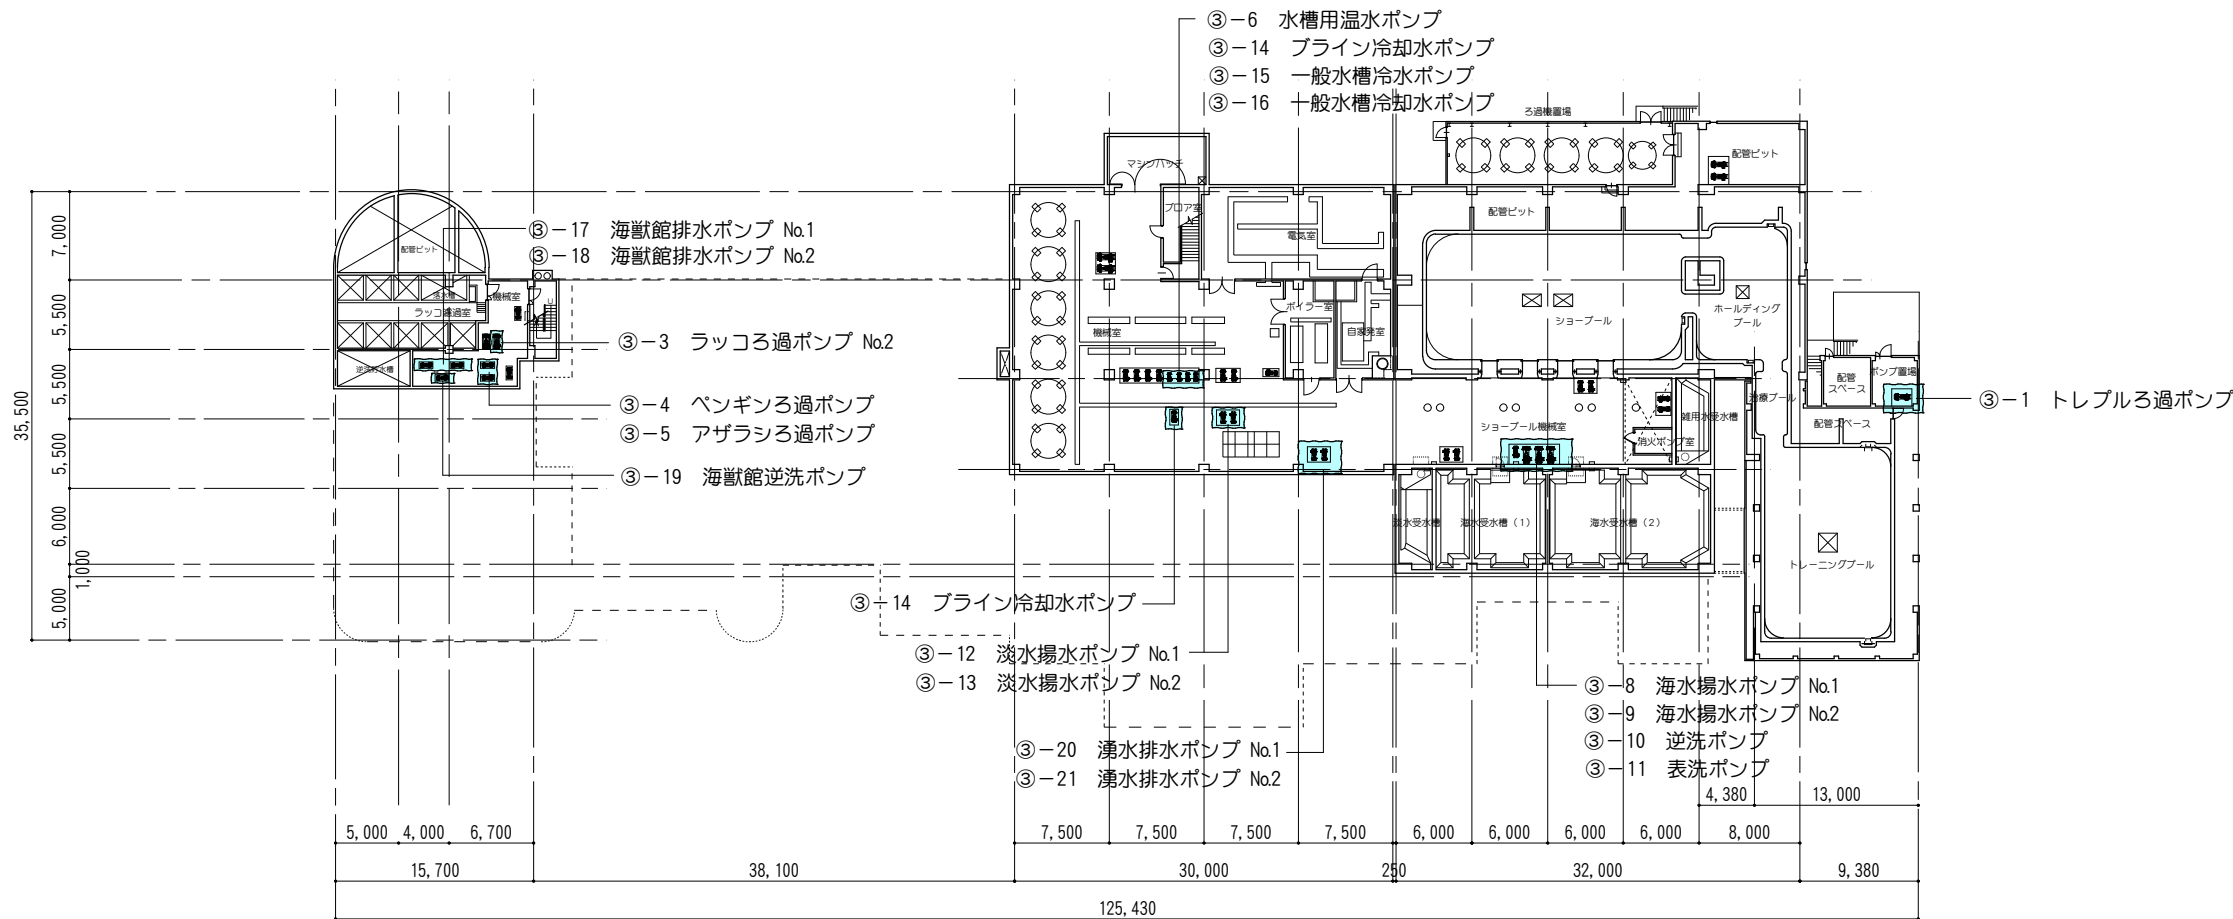 ③－6　水槽用温水ポンプ
③－14　ブライン冷却水ポンプ
③－15　一般水槽冷水ポンプ
③－16　一般水槽冷却水ポンプ
ろ過機置場
マシンハッチ
配管ピット
ブロア室
配管ピット
電気室
③－17　海獣館排水ポンプ No.1
③－18　海獣館排水ポンプ No.2
配管ピット
機械室
ラッコ濾過室
ボイラー室
自家発室
機械室
ショープール
ホールディング
プール
③－3　ラッコろ過ポンプ No.2
逆洗貯水槽
配管
スペース
ポンプ置場
③－1　トレプルろ過ポンプ
③－4　ペンギンろ過ポンプ
③－5　アザラシろ過ポンプ
治療プール
雑用水受水槽
配管スペース
ショープール機械室
消火ポンプ室
③－19　海獣館逆洗ポンプ
淡水受水槽
海水受水槽（1）
海水受水槽（2）
トレーニングプール
③－14　ブライン冷却水ポンプ
③－12　淡水揚水ポンプ No.1
③－13　淡水揚水ポンプ No.2
③－8　海水揚水ポンプ No.1
③－9　海水揚水ポンプ No.2
③－10　逆洗ポンプ
③－11　表洗ポンプ
③－20　湧水排水ポンプ No.1
③－21　湧水排水ポンプ No.2
35,500
7,000
5,500
5,500
5,500
6,000
1,000
5,000
4,380
13,000
5,000
4,000
6,700
7,500
7,500
7,500
7,500
6,000
6,000
6,000
6,000
8,000
15,700
38,100
30,000
250
32,000
9,380
125,430